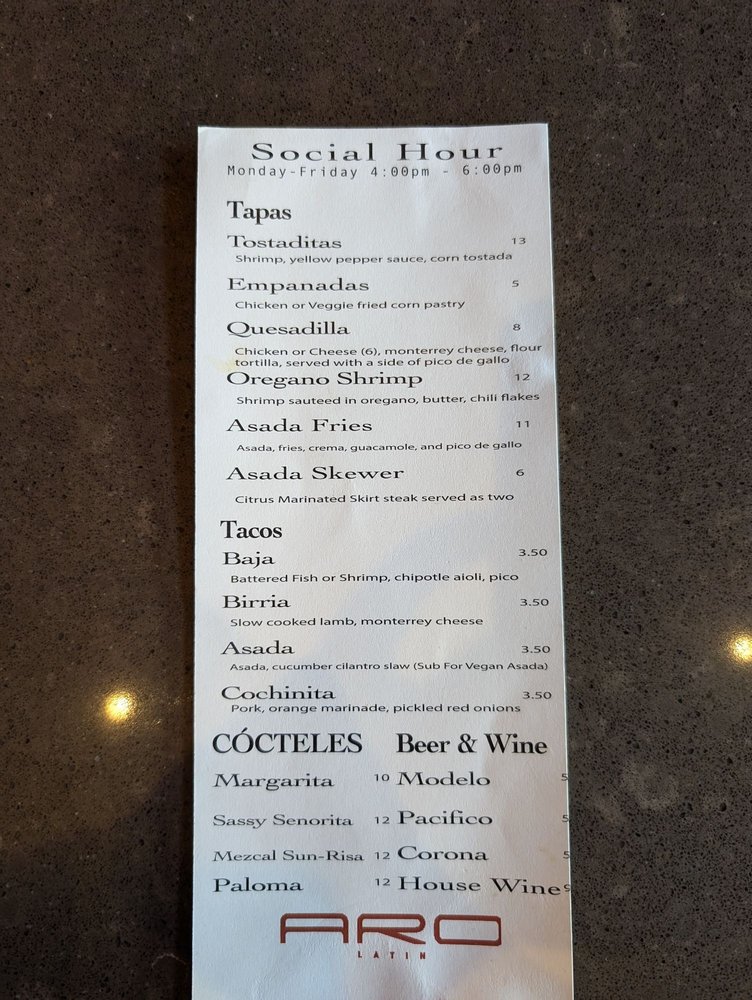 Social Hour
Monday-Friday 4:00pm - 6:00pm
Tapas
Tostaditas 13
Shrimp, yellow pepper sauce, corn tostada
Empanadas 5
Chicken or Veggie fried corn pastry
Quesadilla 8
Chicken or Cheese (6), monterrey cheese, flour
tortilla, served with a side of pico de gallo
Oregano Shrimp 12
Shrimp sauteed in oregano, butter, chili flakes
Asada Fries 11
Asada, fries, crema, guacamole, and pico de gallo
Asada Skewer 6
Citrus Marinated Skirt steak served as two
Tacos
Baja 3.50
Battered Fish or Shrimp, chipotle aioli, pico
Birria 3.50
Slow cooked lamb, monterrey cheese
Asada 3.50
Asada, cucumber cilantro slaw (Sub For Vegan Asada)
Cochinita 3.50
Pork, orange marinade, pickled red onions
CÓCTELES Beer & Wine
Margarita 10 Modelo 5
Sassy Senorita 12 Pacifico 5
Mezcal Sun-Risa 12 Corona 5
Paloma 12 House Wine
ARO
LATIN